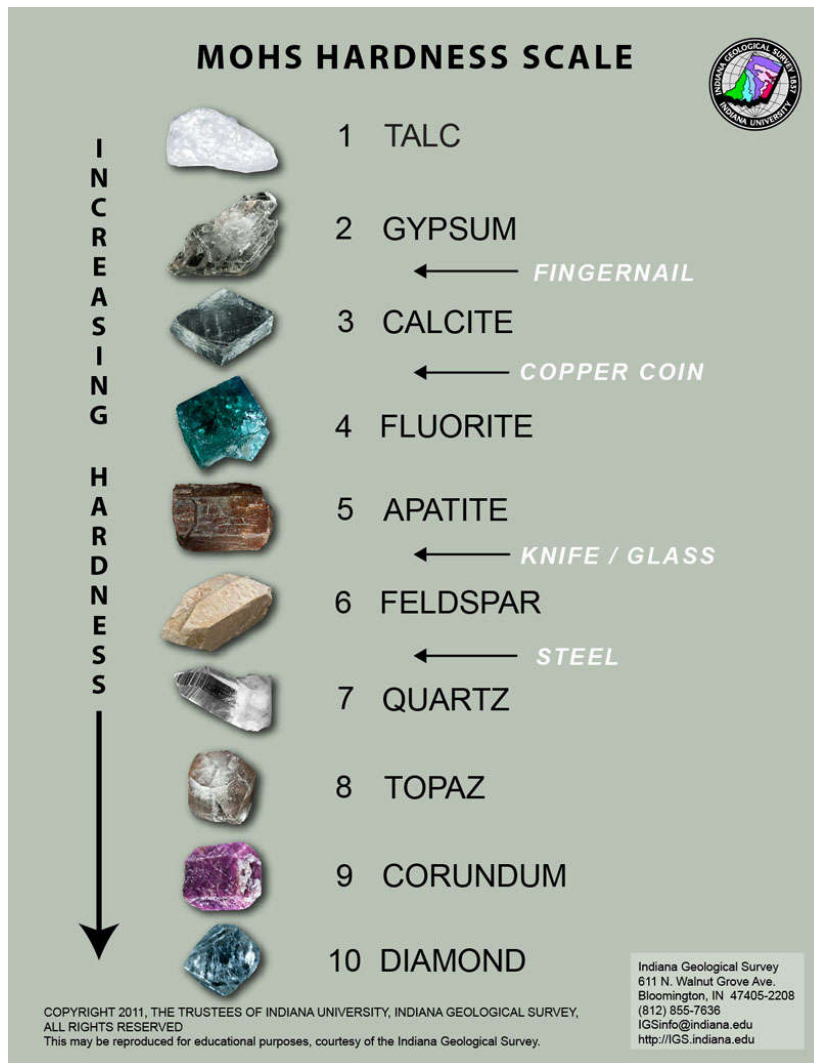 MOHS HARDNESS SCALE
INDIANA GEOLOGICAL SURVEY 1837
INDIANA UNIVERSITY
INCREASING HARDNESS
1 TALC
2 GYPSUM
FINGERNAIL
3 CALCITE
COPPER COIN
4 FLUORITE
5 APATITE
KNIFE / GLASS
6 FELDSPAR
STEEL
7 QUARTZ
8 TOPAZ
9 CORUNDUM
10 DIAMOND
Indiana Geological Survey
611 N. Walnut Grove Ave.
Bloomington, IN 47405-2208
(812) 855-7636
IGSinfo@indiana.edu
http://IGS.indiana.edu
COPYRIGHT 2011, THE TRUSTEES OF INDIANA UNIVERSITY, INDIANA GEOLOGICAL SURVEY,
ALL RIGHTS RESERVED
This may be reproduced for educational purposes, courtesy of the Indiana Geological Survey.